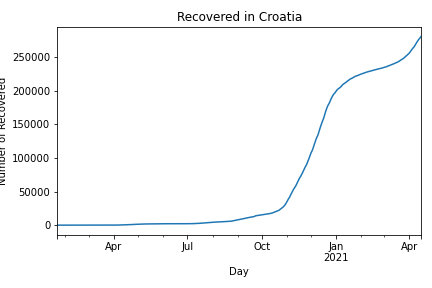 Recovered in Croatia
Number of Recovered
250000
200000
150000
100000
50000
0
Apr
Jul
Oct
Jan
2021
Apr
Day